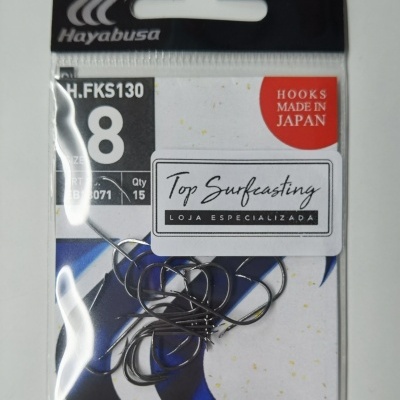 Hayabusa
H.FKS130
HOOKS
MADE IN
JAPAN
8
Qty
15
Top Surfcasting
LOJA ESPECIALIZADA